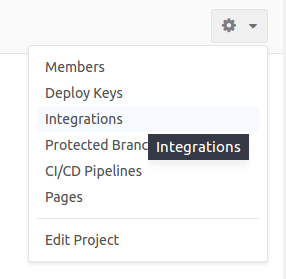 Members
Deploy Keys
Integrations
Protected Branc
Integrations
CI/CD Pipelines
Pages
Edit Project